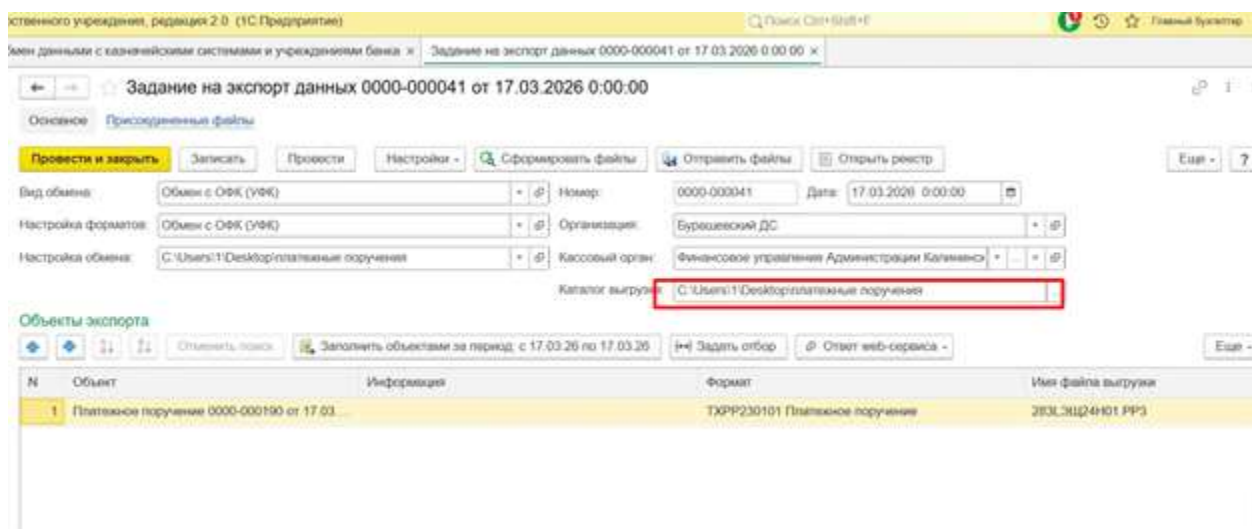 ственного учреждения, редакция 2.0 (1С:Предприятие) Поиск Ctrl+Shift+F Главный бухгалтер
мен данными с казначейскими системами и учреждениями банка × Задание на экспорт данных 0000-000041 от 17.03.2026 0:00:00 ×
Задание на экспорт данных 0000-000041 от 17.03.2026 0:00:00
Основное Присоединенные файлы
Провести и закрыть Записать Провести Настройки Сформировать файлы Отправить файлы Открыть реестр Еще ?
Вид обмена: Обмен с ОФК (УФК) Номер: 0000-000041 Дата: 17.03.2026 0:00:00
Настройка форматов: Обмен с ОФК (УФК) Организация: Бурашевский ДС
Настройка обмена: C:\Users\1\Desktop\платежные поручения Кассовый орган: Финансовое управление Администрации Калининск
Каталог выгрузки: C:\Users\1\Desktop\платежные поручения
Объекты экспорта
Отменить поиск Заполнить объектами за период: с 17.03.26 по 17.03.26 Задать отбор Ответ web-сервиса Еще
N Объект Информация Формат Имя файла выгрузки
1 Платежное поручение 0000-000190 от 17.03.... TXPP230101 Платежное поручение